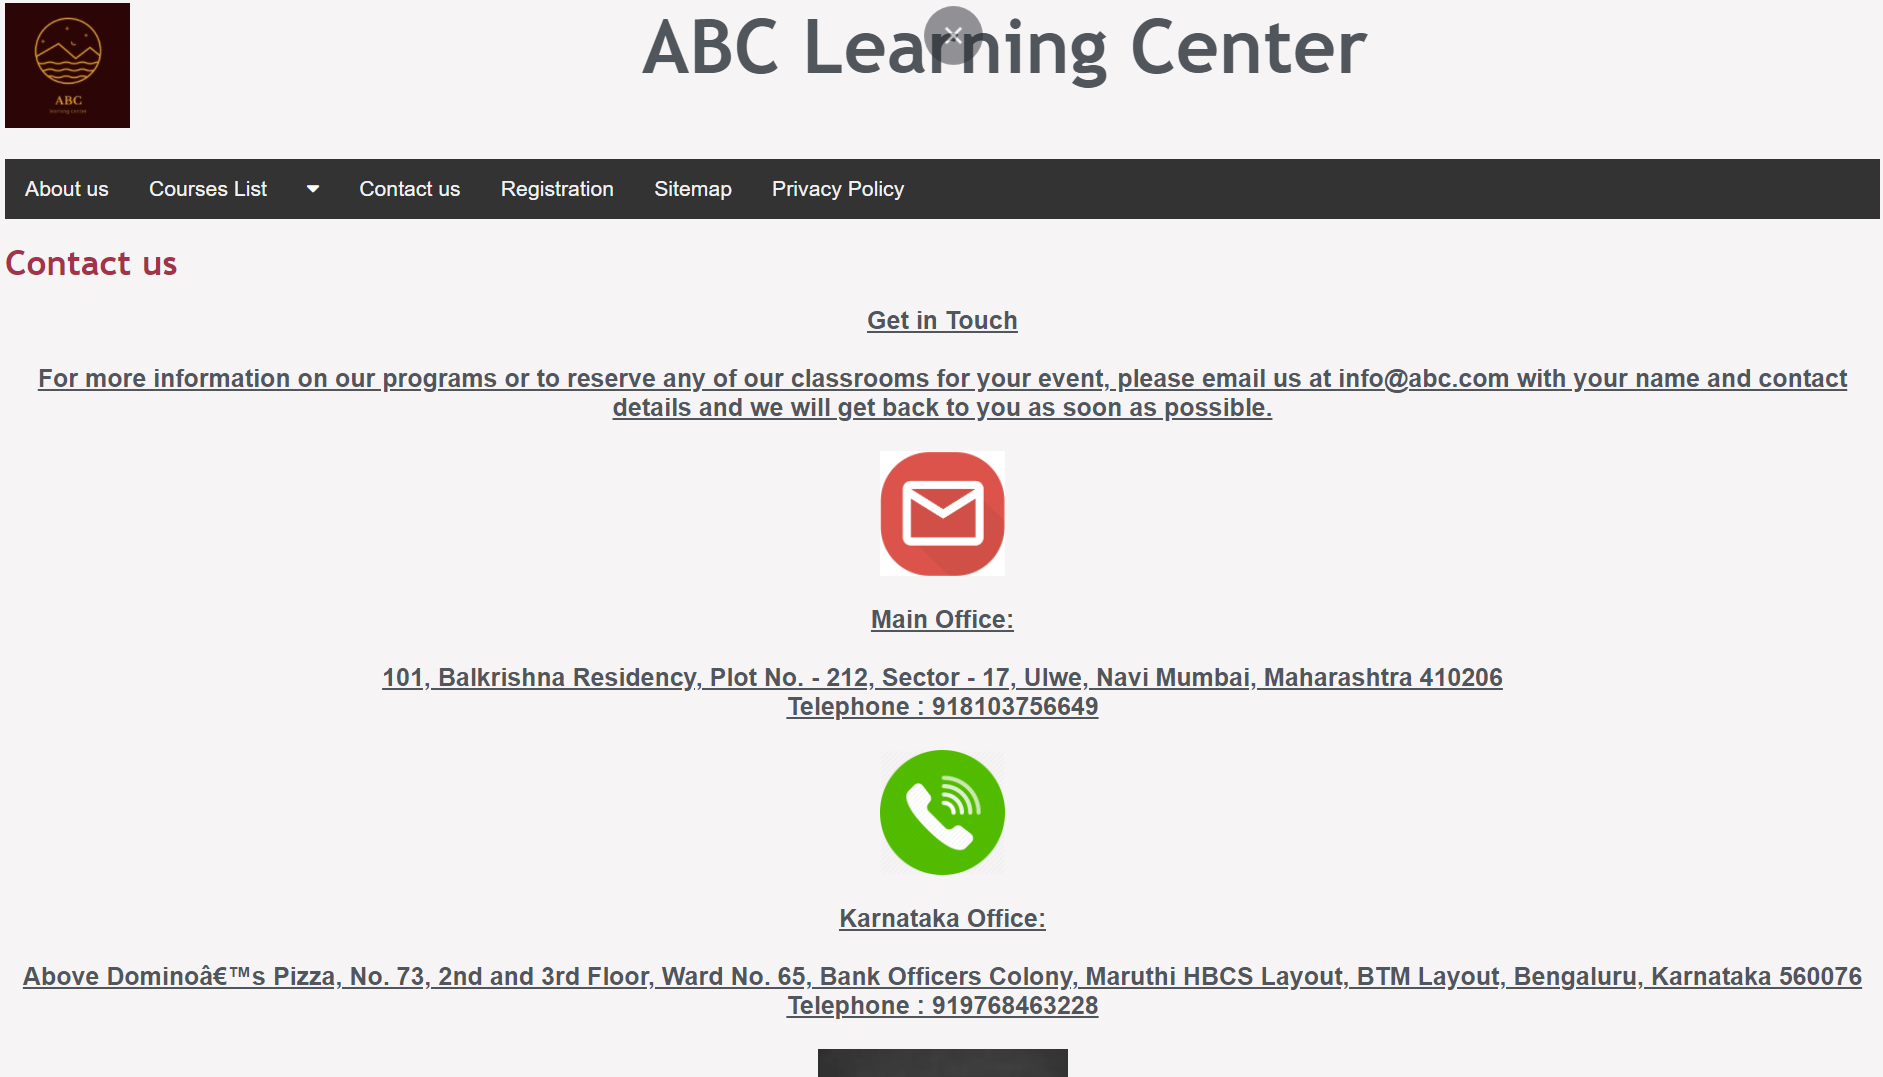 ABC Learning Center
ABC
learning center
About us Courses List Contact us Registration Sitemap Privacy Policy
Contact us
Get in Touch
For more information on our programs or to reserve any of our classrooms for your event, please email us at info@abc.com with your name and contact
details and we will get back to you as soon as possible.
Main Office:
101, Balkrishna Residency, Plot No. - 212, Sector - 17, Ulwe, Navi Mumbai, Maharashtra 410206
Telephone : 918103756649
Karnataka Office:
Above Dominoâ€™s Pizza, No. 73, 2nd and 3rd Floor, Ward No. 65, Bank Officers Colony, Maruthi HBCS Layout, BTM Layout, Bengaluru, Karnataka 560076
Telephone : 919768463228